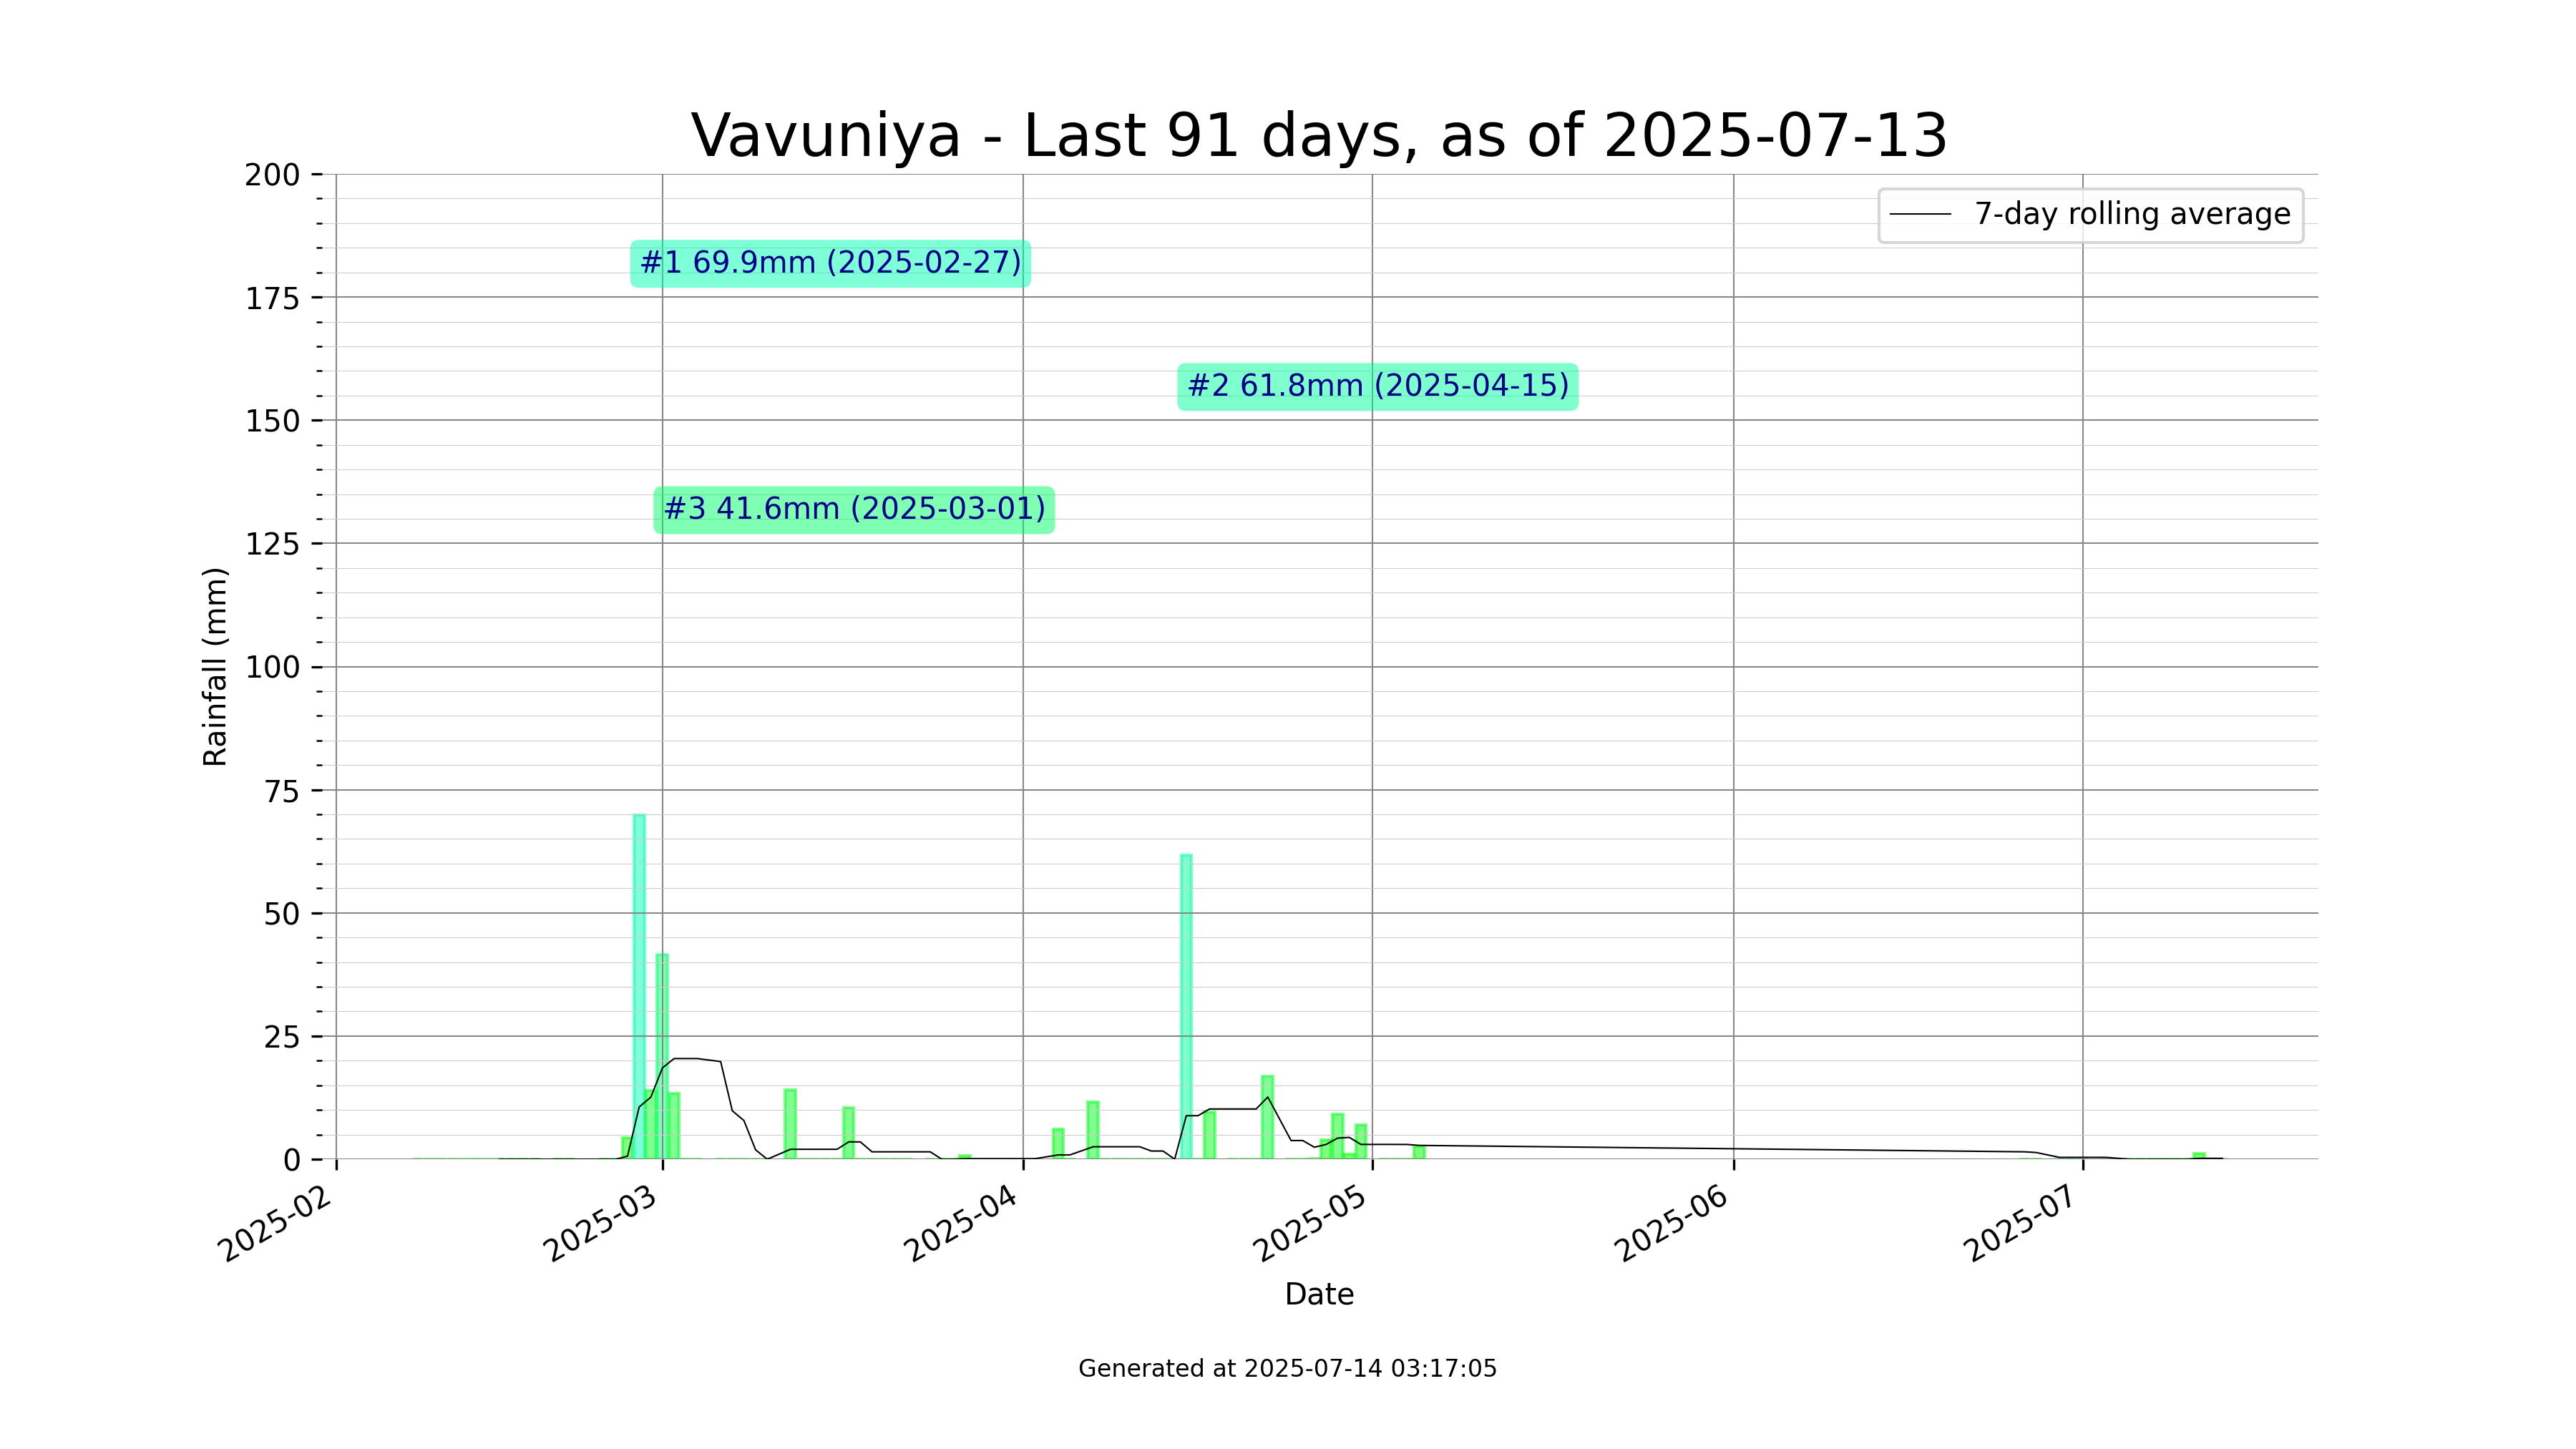 Vavuniya - Last 91 days, as of 2025-07-13
200
175
150
125
100
75
50
25
0
Rainfall (mm)
7-day rolling average
#1 69.9mm (2025-02-27)
#2 61.8mm (2025-04-15)
#3 41.6mm (2025-03-01)
2025-02
2025-03
2025-04
2025-05
2025-06
2025-07
Date
Generated at 2025-07-14 03:17:05